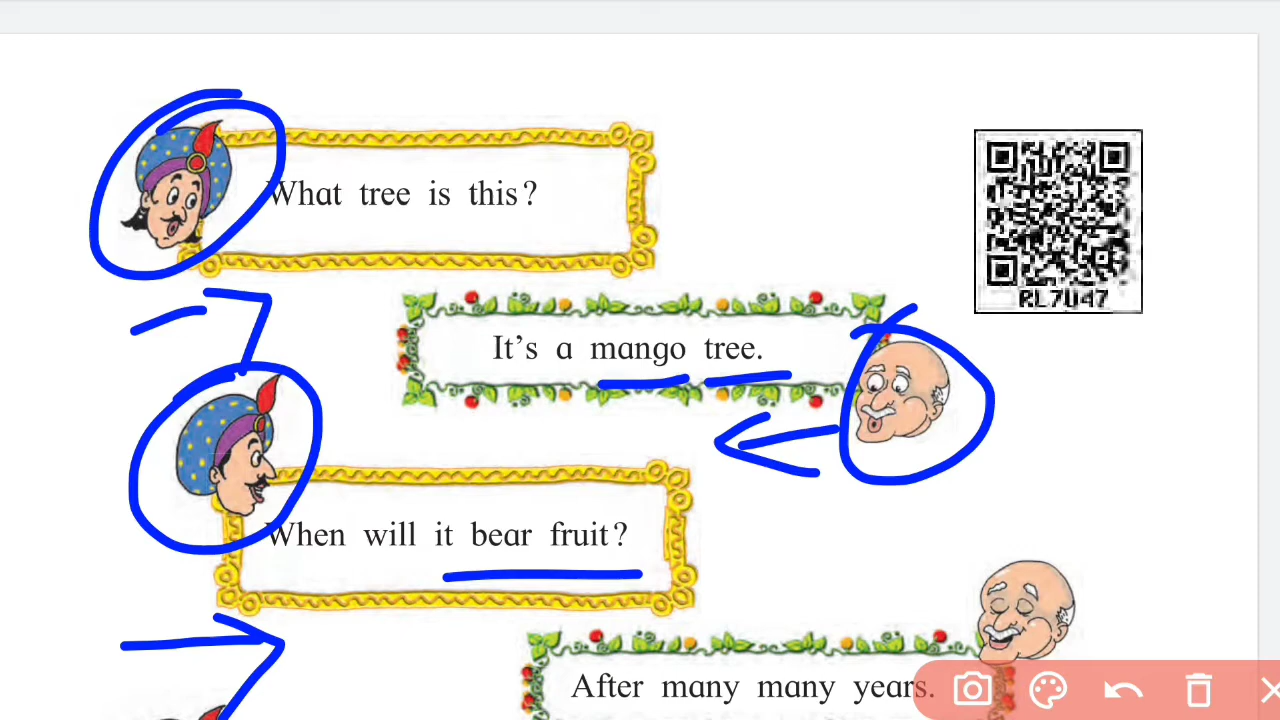 What tree is this?
RL7U47
It's a mango tree.
When will it bear fruit?
After many many years.